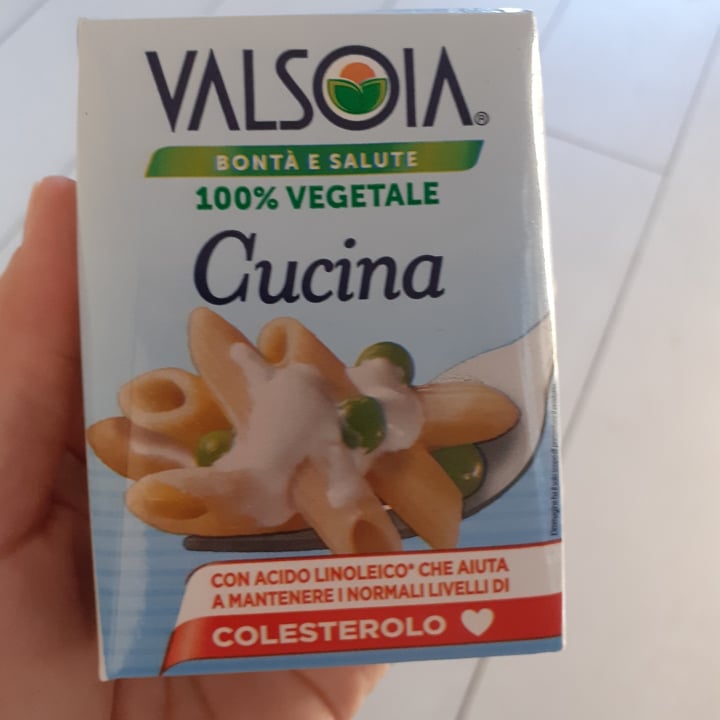 VALSOIA®
BONTÀ E SALUTE
100% VEGETALE
Cucina
CON ACIDO LINOLEICO* CHE AIUTA
A MANTENERE I NORMALI LIVELLI DI
COLESTEROLO